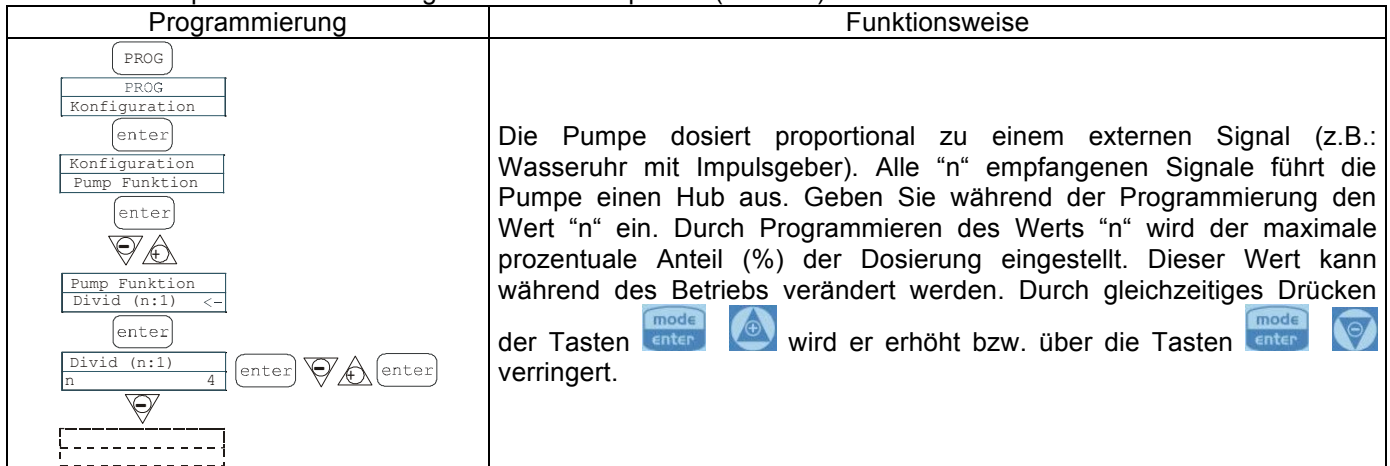 Programmierung
Funktionsweise
PROG
PROG
Konfiguration
enter
Konfiguration
Pump Funktion
enter
Pump Funktion
Divid (n:1) <-
enter
Divid (n:1)
n 4
enter
enter
Die Pumpe dosiert proportional zu einem externen Signal (z.B.:
Wasseruhr mit Impulsgeber). Alle “n“ empfangenen Signale führt die
Pumpe einen Hub aus. Geben Sie während der Programmierung den
Wert “n“ ein. Durch Programmieren des Werts “n“ wird der maximale
prozentuale Anteil (%) der Dosierung eingestellt. Dieser Wert kann
während des Betriebs verändert werden. Durch gleichzeitiges Drücken
der Tasten mode enter wird er erhöht bzw. über die Tasten mode enter
verringert.